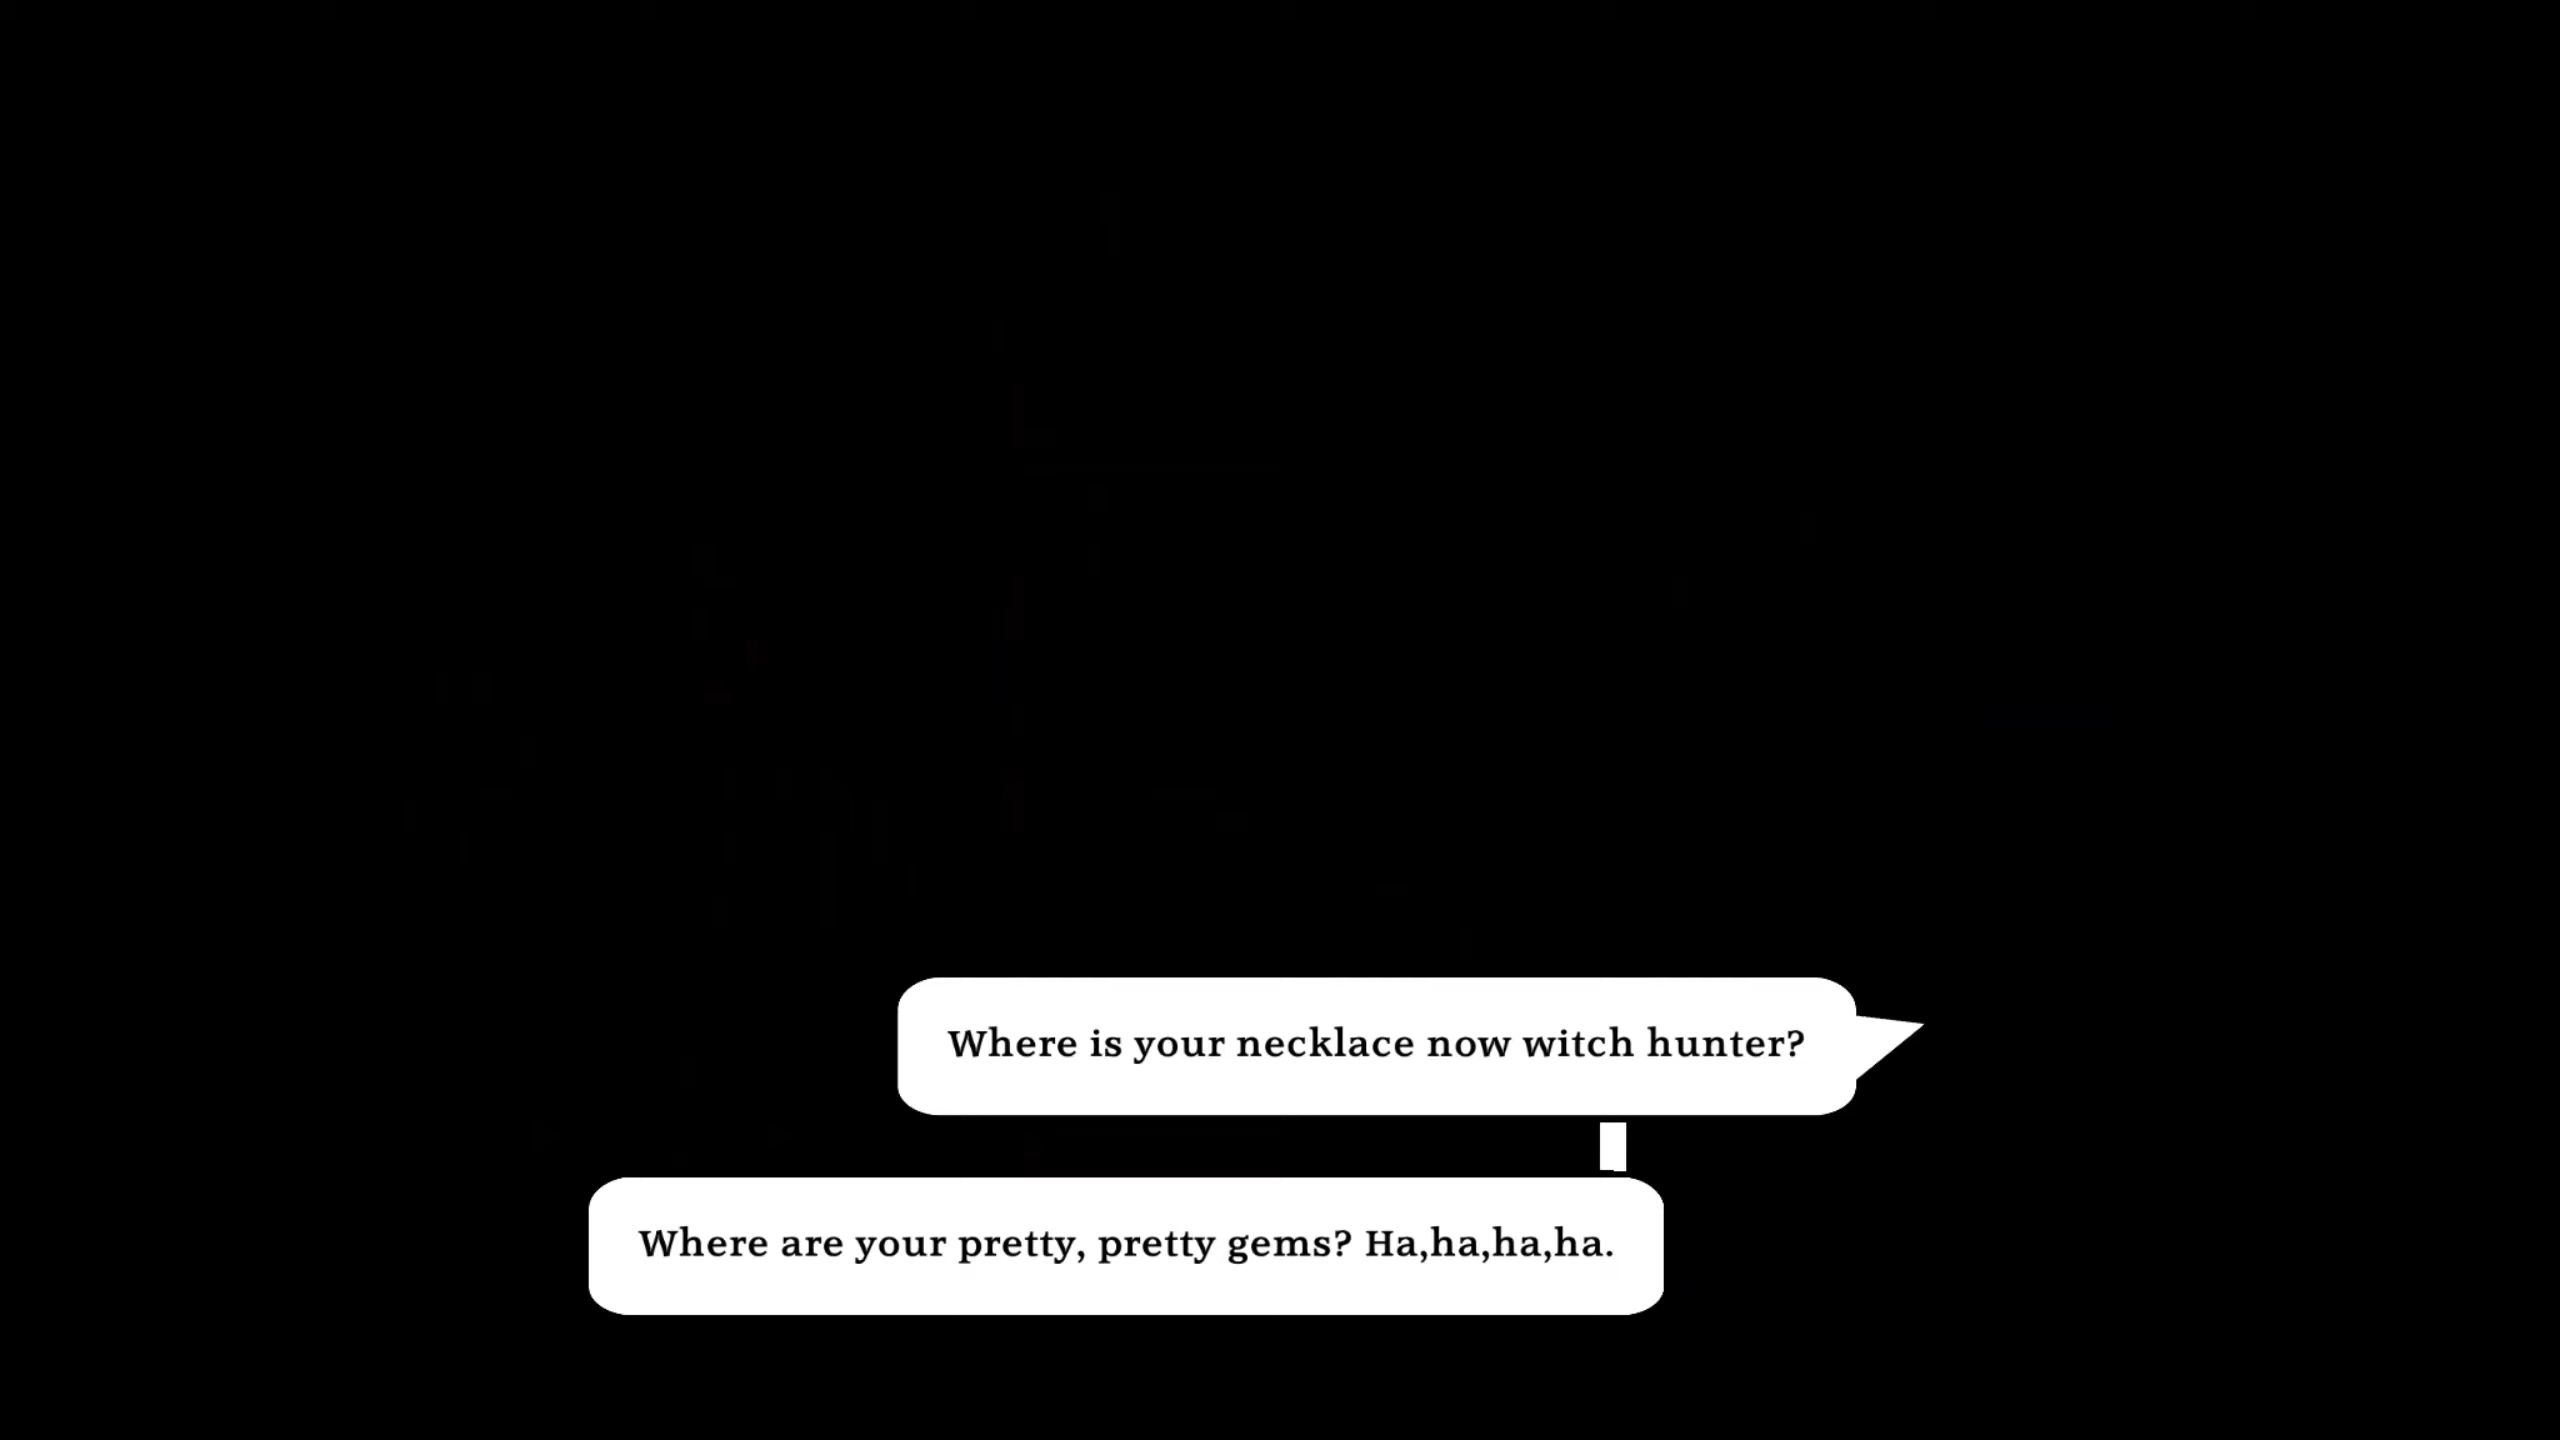 Where is your necklace now witch hunter?
Where are your pretty, pretty gems? Ha,ha,ha,ha.